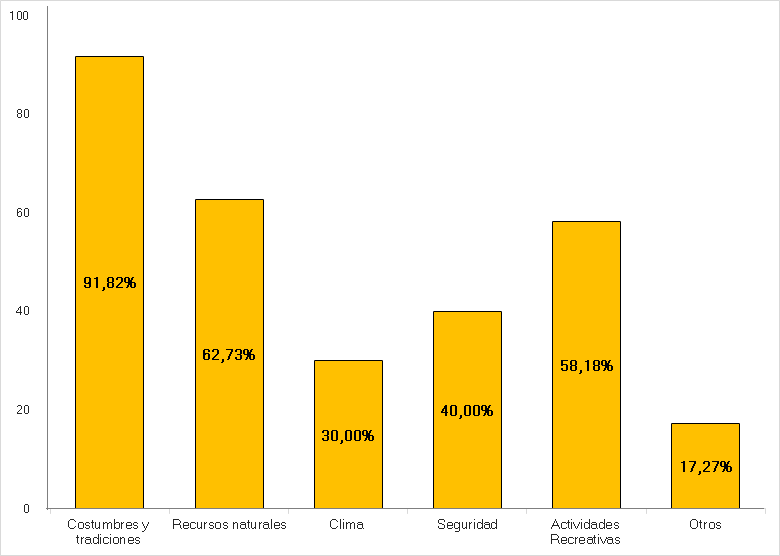 100
80
60
40
20
0
91,82%
62,73%
30,00%
40,00%
58,18%
17,27%
Costumbres y
tradiciones
Recursos naturales
Clima
Seguridad
Actividades
Recreativas
Otros